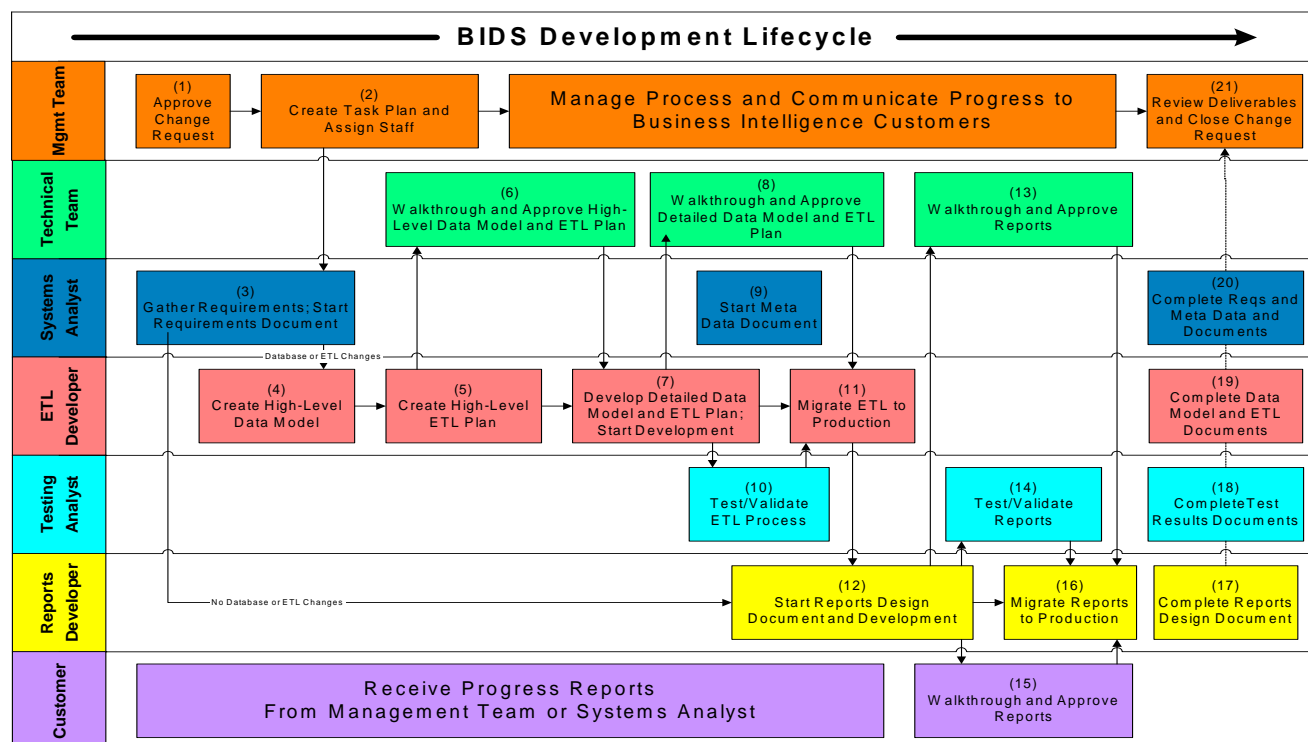 BIDS Development Lifecycle
Mgmt Team
(1)
Approve
Change
Request
(2)
Create Task Plan and
Assign Staff
Manage Process and Communicate Progress to
Business Intelligence Customers
(21)
Review Deliverables
and Close Change
Request
Technical
Team
(6)
Walkthrough and Approve High-
Level Data Model and ETL Plan
(8)
Walkthrough and Approve
Detailed Data Model and ETL
Plan
(13)
Walkthrough and Approve
Reports
Systems
Analyst
(3)
Gather Requirements; Start
Requirements Document
(9)
Start Meta
Data Document
(20)
Complete Reqs and
Meta Data and
Documents
Database or ETL Changes
ETL
Developer
(4)
Create High-Level
Data Model
(5)
Create High-Level
ETL Plan
(7)
Develop Detailed Data
Model and ETL Plan;
Start Development
(11)
Migrate ETL to
Production
(19)
Complete Data
Model and ETL
Documents
Testing
Analyst
(10)
Test/Validate
ETL Process
(14)
Test/Validate
Reports
(18)
Complete Test
Results Documents
Reports
Developer
No Database or ETL Changes
(12)
Start Reports Design
Document and Development
(16)
Migrate Reports
to Production
(17)
Complete Reports
Design Document
Customer
Receive Progress Reports
From Management Team or Systems Analyst
(15)
Walkthrough and Approve
Reports